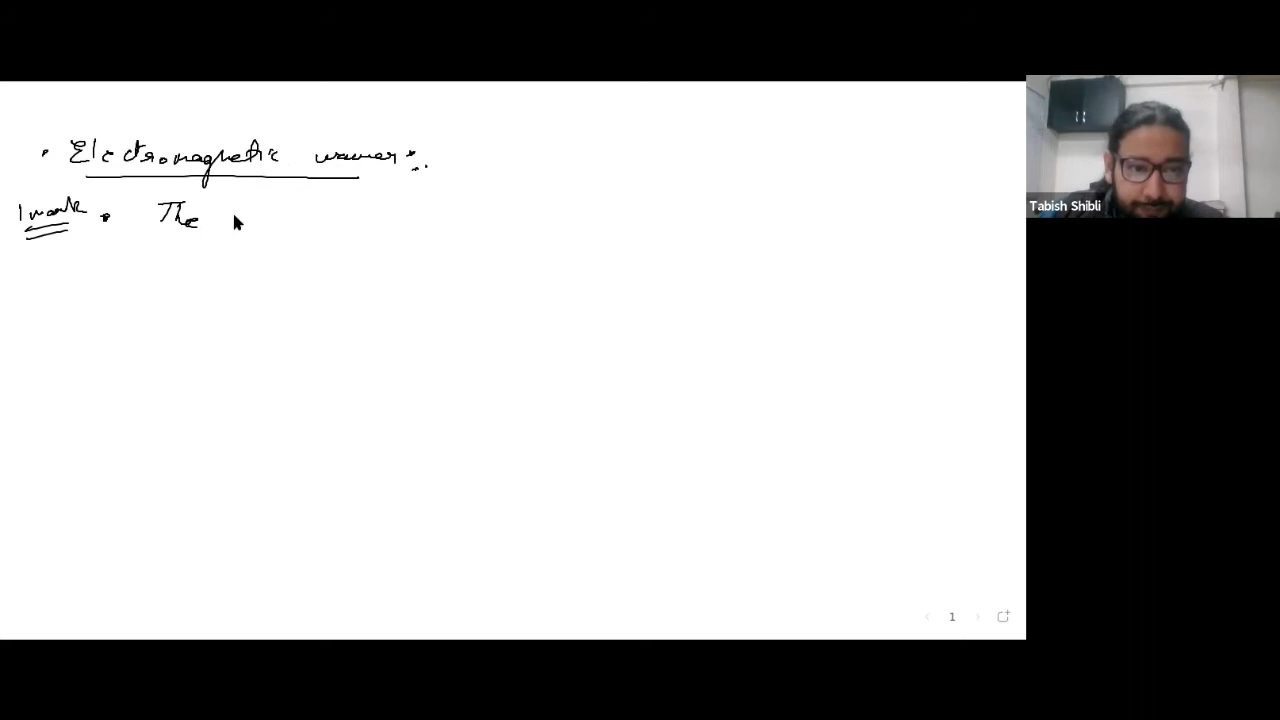 • Electromagnetic waves :.
1 mark • The
Tabish Shibli
1